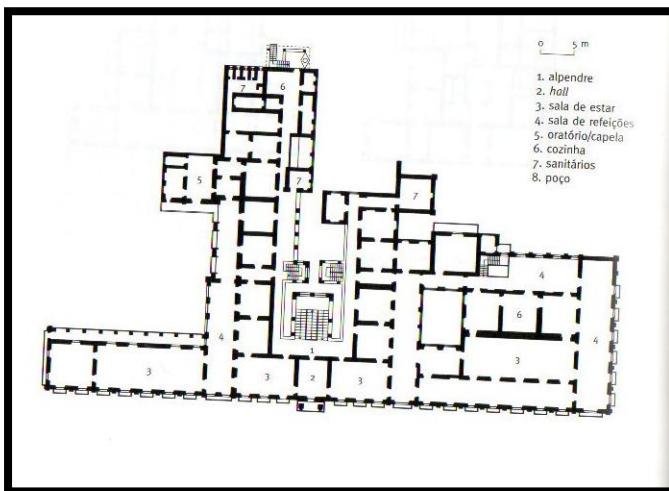 0 5 m
1. alpendre
2. hall
3. sala de estar
4. sala de refeições
5. oratório/capela
6. cozinha
7. sanitários
8. poço
7 6
5 7
7
4
6
4 4
3
1
3 3 2 3